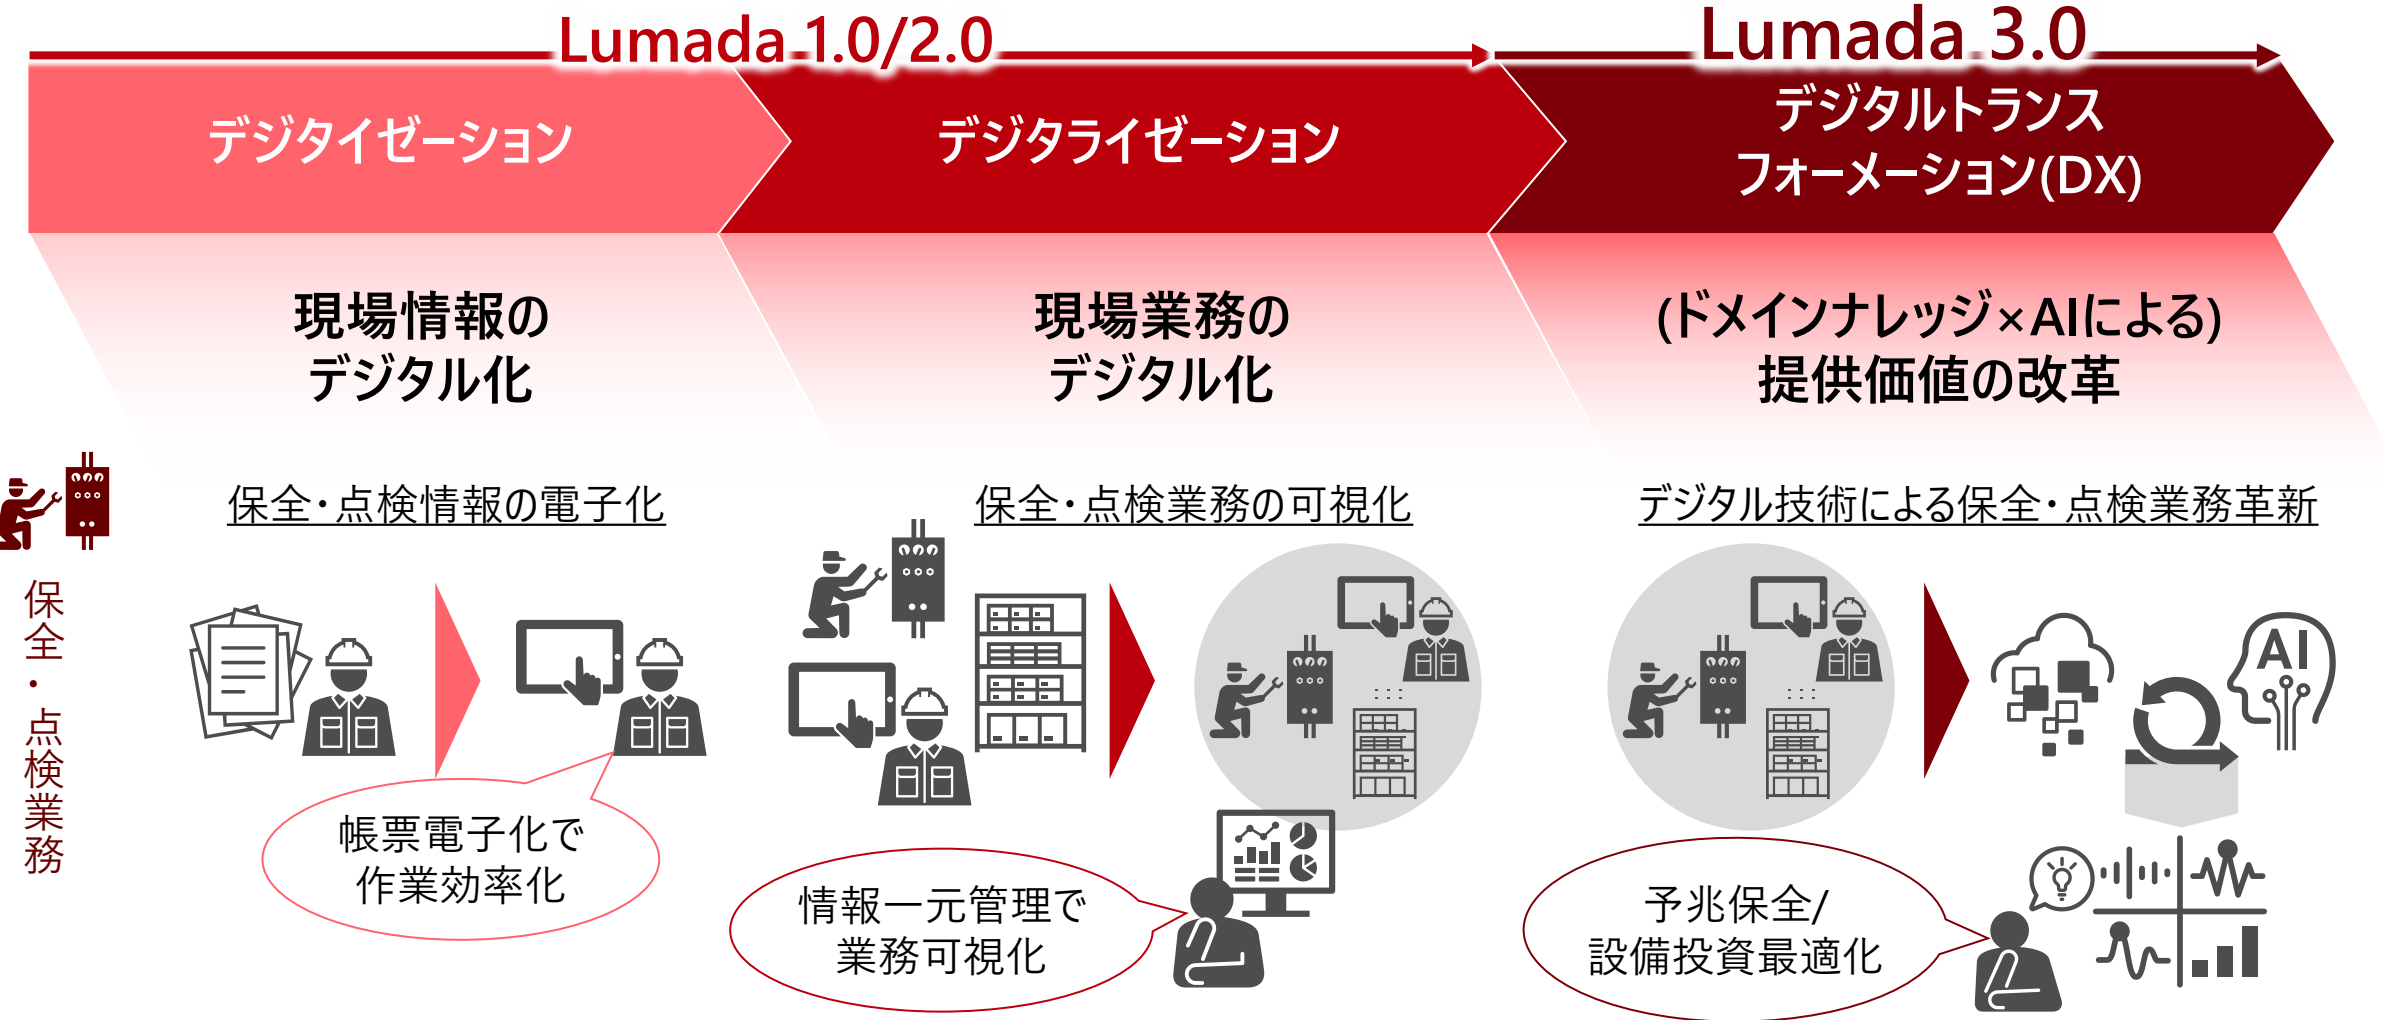 Lumada 1.0/2.0
Lumada 3.0
デジタイゼーション
デジタライゼーション
デジタルトランス
フォーメーション(DX)
現場情報の
デジタル化
現場業務の
デジタル化
(ドメインナレッジ×AIによる)
提供価値の改革
保全・点検業務
保全・点検情報の電子化
保全・点検業務の可視化
デジタル技術による保全・点検業務革新
AI
帳票電子化で
作業効率化
情報一元管理で
業務可視化
予兆保全/
設備投資最適化